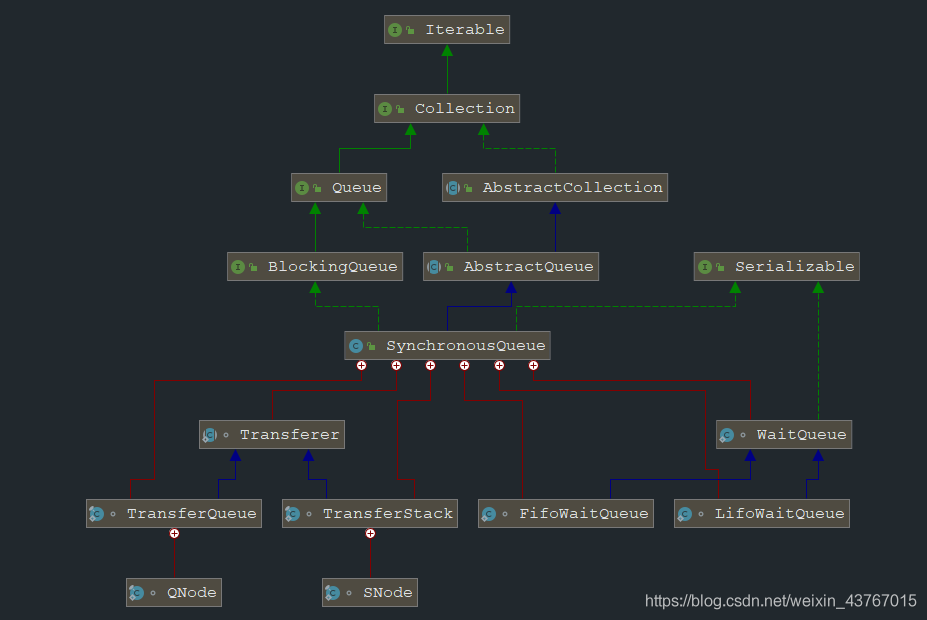 Iterable
Collection
Queue
AbstractCollection
BlockingQueue
AbstractQueue
Serializable
SynchronousQueue
Transferer
WaitQueue
TransferQueue
TransferStack
FifoWaitQueue
LifoWaitQueue
QNode
SNode
https://blog.csdn.net/weixin_43767015